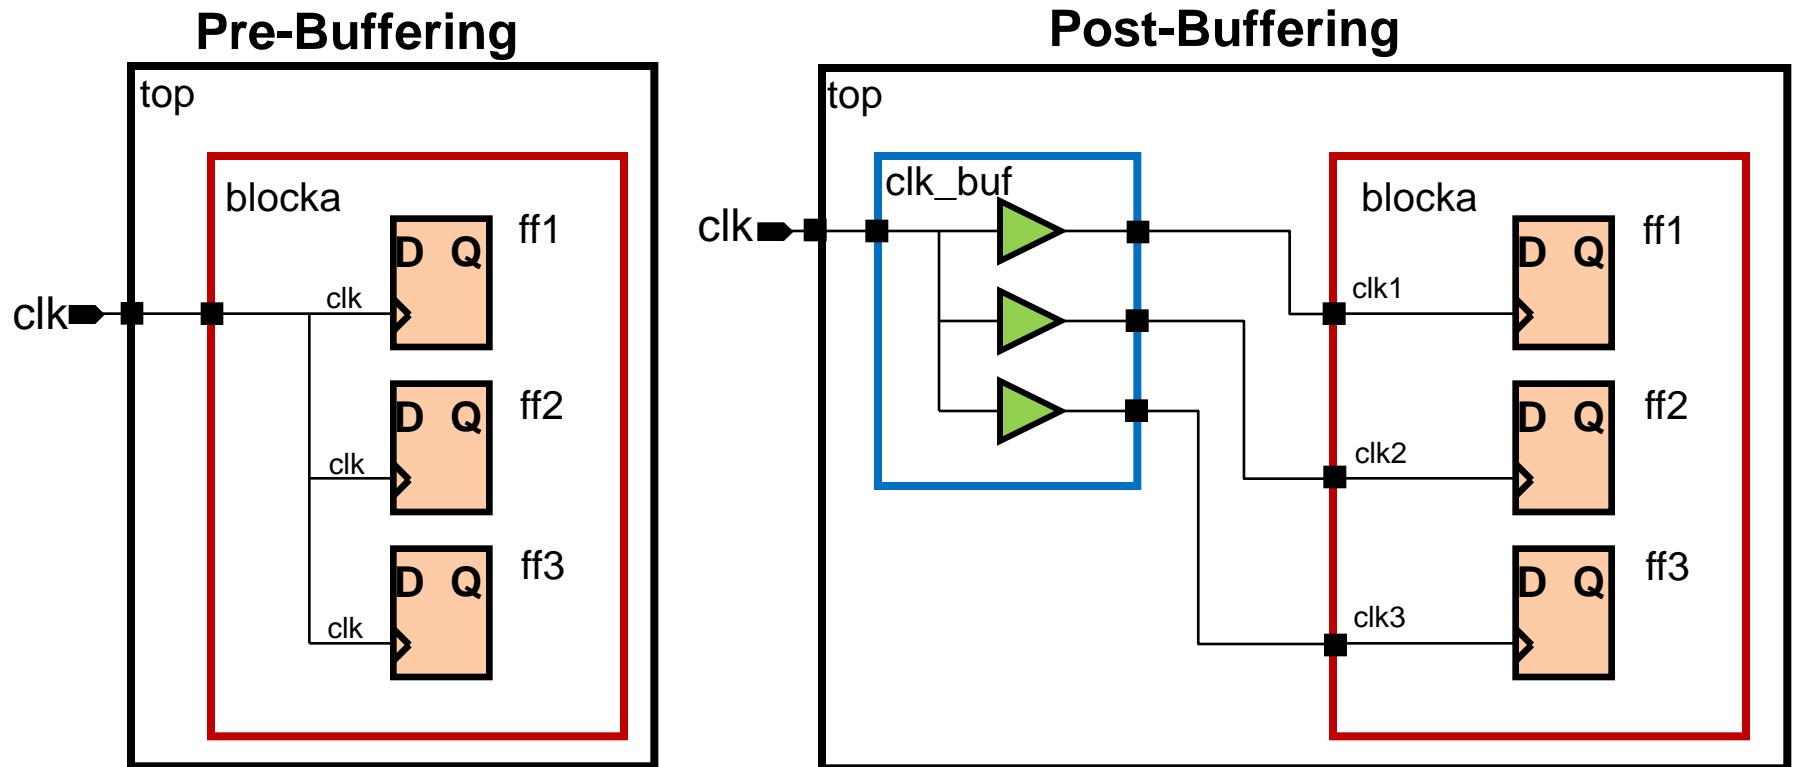 Pre-Buffering
top
blocka
clk
clk
D Q
ff1
clk
D Q
ff2
clk
D Q
ff3
Post-Buffering
top
clk
clk_buf
blocka
clk1
D Q
ff1
clk2
D Q
ff2
clk3
D Q
ff3